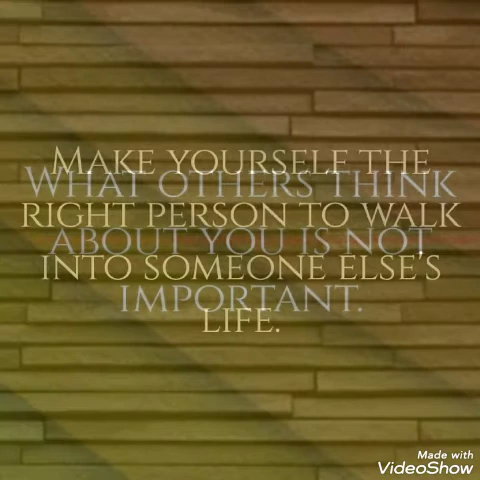 MAKE YOURSELF THE
WHAT OTHERS THINK
RIGHT PERSON TO WALK
ABOUT YOU IS NOT
INTO SOMEONE ELSE'S
IMPORTANT.
LIFE.
Made with
VideoShow